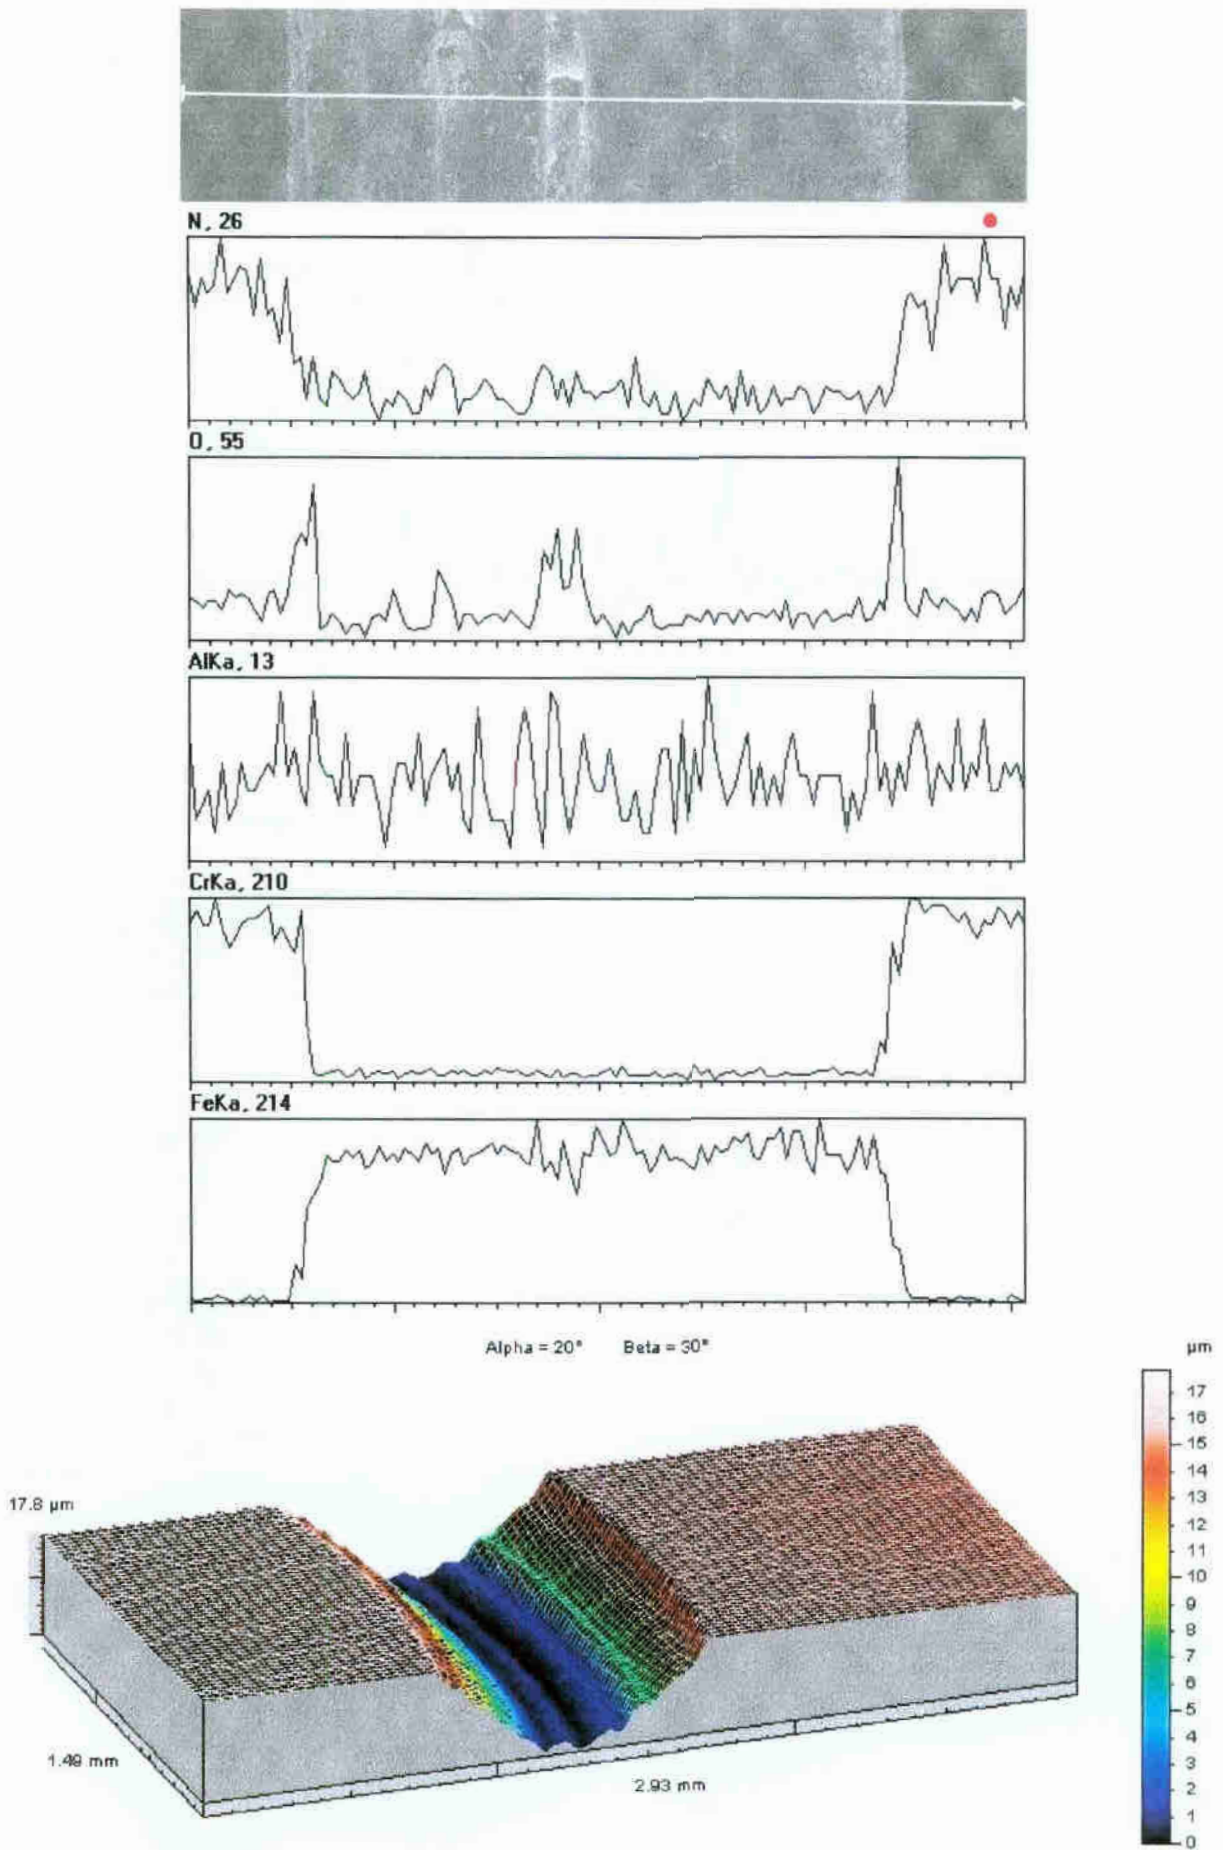 N, 26
O, 55
AlKa, 13
CrKa, 210
FeKa, 214
Alpha = 20° Beta = 30°
µm
17
16
15
14
13
12
11
10
9
8
7
6
5
4
3
2
1
0
17.8 µm
1.49 mm
2.93 mm